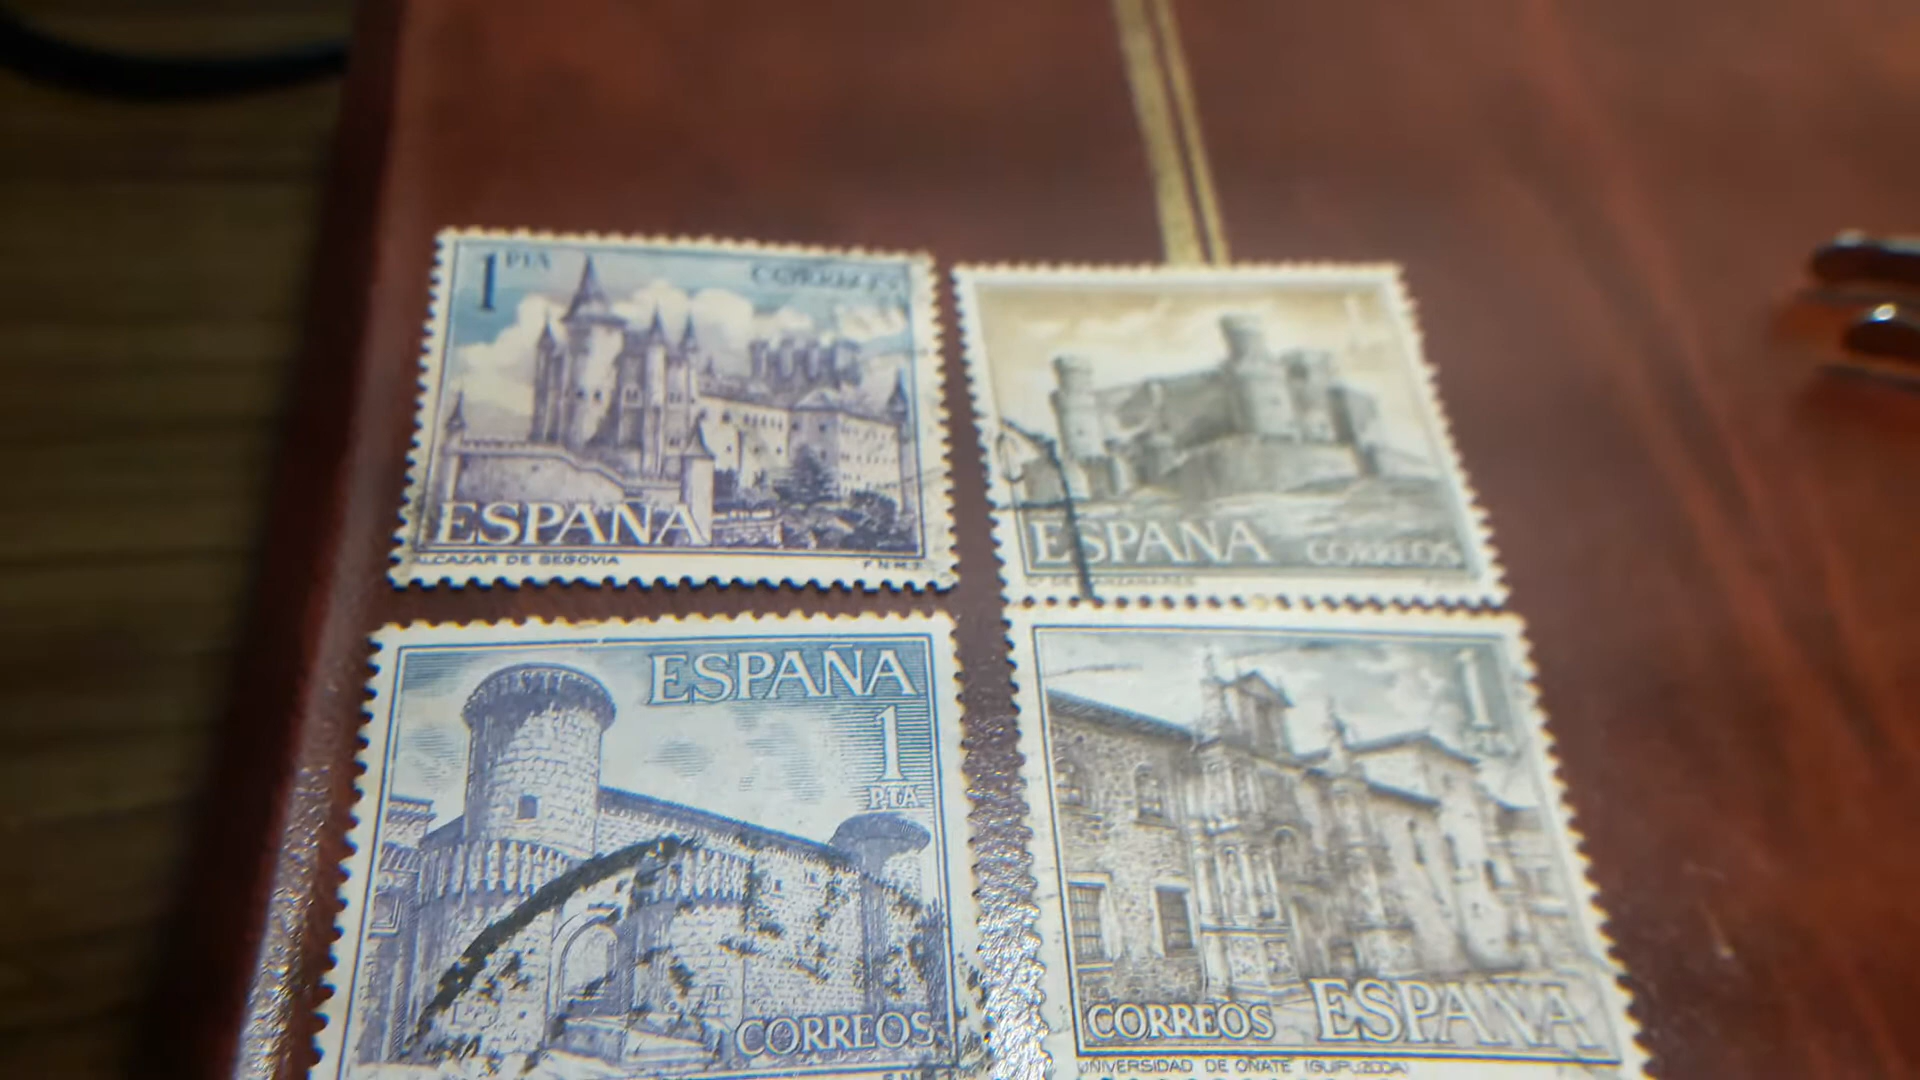 1 PTA
CORREOS
ESPAÑA
ALCAZAR DE SEGOVIA
F.N.M.T.
ESPAÑA
CORREOS
MANZANARES
ESPAÑA
1
PTA
CORREOS
1
CORREOS
ESPAÑA
UNIVERSIDAD DE OÑATE (GUIPUZCOA)